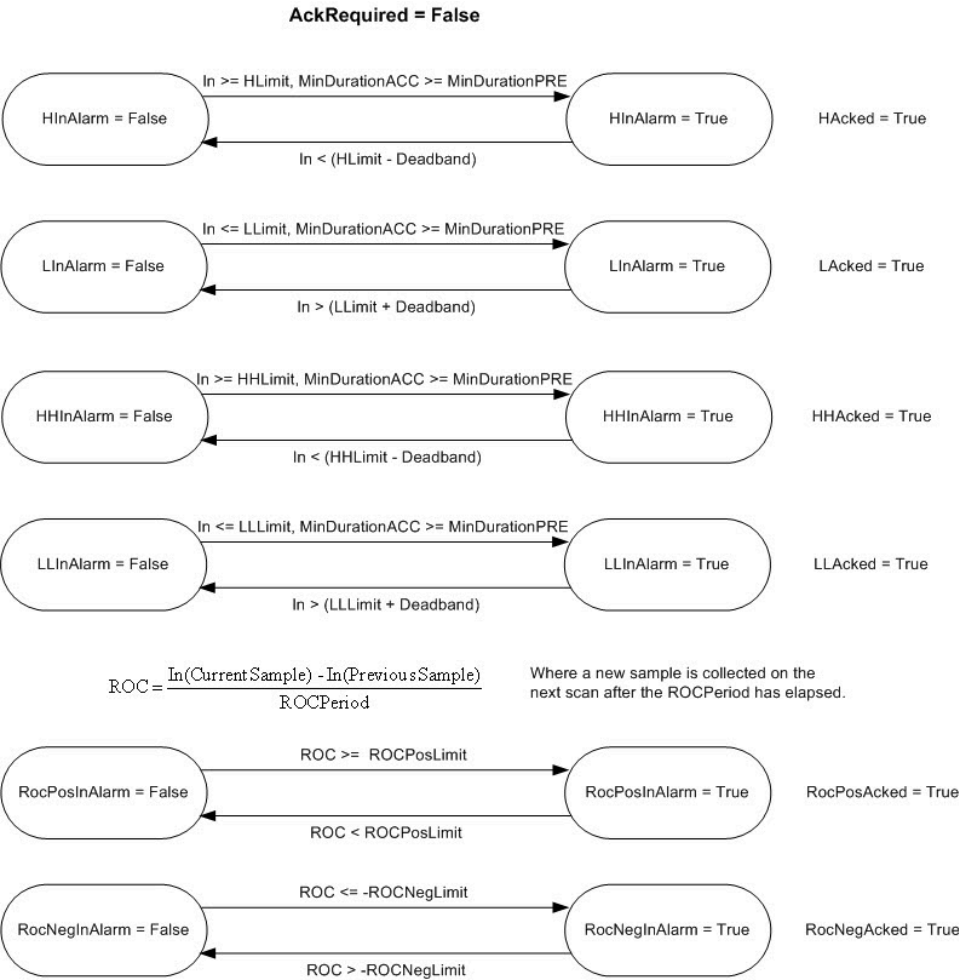 AckRequired = False
In >= HLimit, MinDurationACC >= MinDurationPRE
HInAlarm = False
HInAlarm = True
HAcked = True
In < (HLimit - Deadband)
In <= LLimit, MinDurationACC >= MinDurationPRE
LInAlarm = False
LInAlarm = True
LAcked = True
In > (LLimit + Deadband)
In >= HHLimit, MinDurationACC >= MinDurationPRE
HHInAlarm = False
HHInAlarm = True
HHAcked = True
In < (HHLimit - Deadband)
In <= LLLimit, MinDurationACC >= MinDurationPRE
LLInAlarm = False
LLInAlarm = True
LLAcked = True
In > (LLLimit + Deadband)
ROC = In(CurrentSample) - In(PreviousSample)
ROCPeriod
Where a new sample is collected on the
next scan after the ROCPeriod has elapsed.
ROC >= ROCPosLimit
RocPosInAlarm = False
RocPosInAlarm = True
RocPosAcked = True
ROC < ROCPosLimit
ROC <= -ROCNegLimit
RocNegInAlarm = False
RocNegInAlarm = True
RocNegAcked = True
ROC > -ROCNegLimit